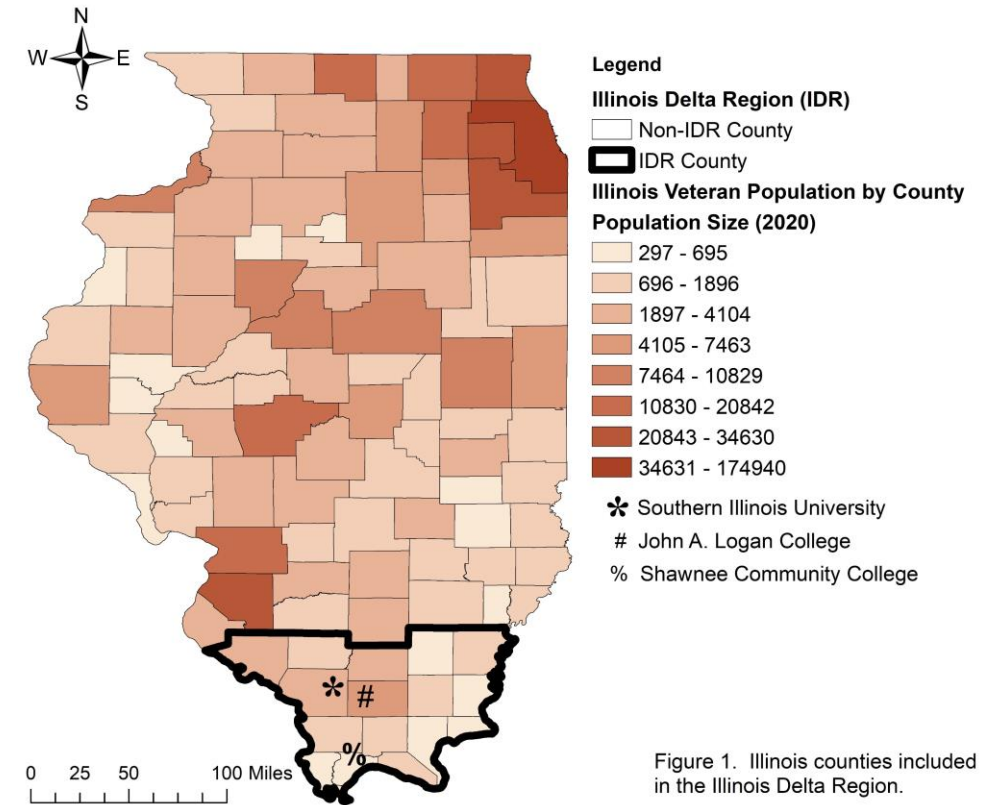 N
W E
S
Legend
Illinois Delta Region (IDR)
Non-IDR County
IDR County
Illinois Veteran Population by County
Population Size (2020)
297 - 695
696 - 1896
1897 - 4104
4105 - 7463
7464 - 10829
10830 - 20842
20843 - 34630
34631 - 174940
* Southern Illinois University
# John A. Logan College
% Shawnee Community College
* #
%
0 25 50 100 Miles
Figure 1. Illinois counties included
in the Illinois Delta Region.